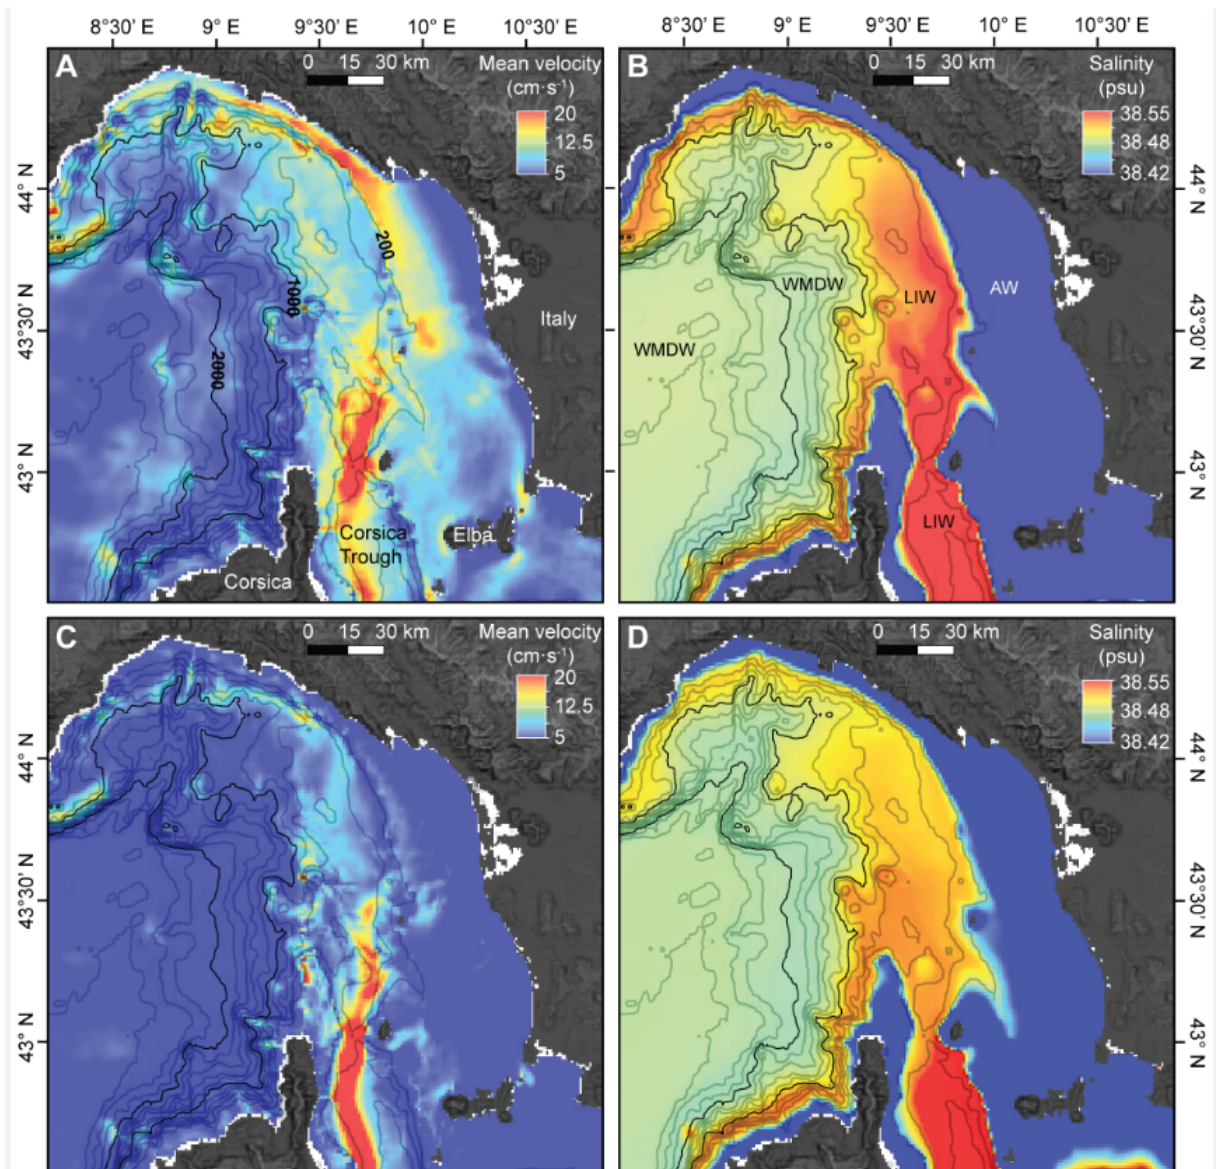 8°30' E 9° E 9°30' E 10° E 10°30' E
8°30' E 9° E 9°30' E 10° E 10°30' E
A
0 15 30 km
Mean velocity
(cm·s⁻¹)
20
12.5
5
44° N
43°30' N
43° N
200
1000
2000
Italy
Corsica
Trough
Elba
Corsica
B
0 15 30 km
Salinity
(psu)
38.55
38.48
38.42
WMDW
WMDW
LIW
AW
LIW
44° N
43°30' N
43° N
C
0 15 30 km
Mean velocity
(cm·s⁻¹)
20
12.5
5
44° N
43°30' N
43° N
D
0 15 30 km
Salinity
(psu)
38.55
38.48
38.42
44° N
43°30' N
43° N